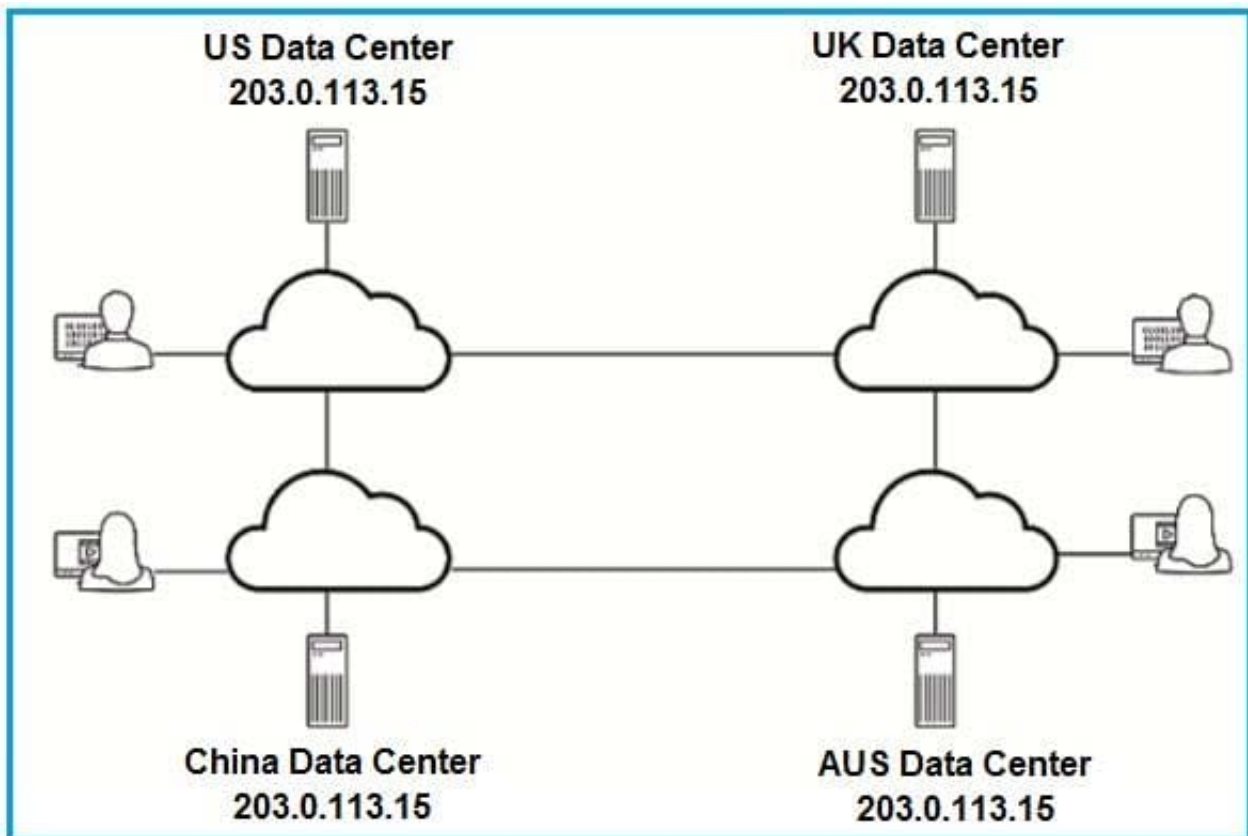 US Data Center
203.0.113.15
UK Data Center
203.0.113.15
China Data Center
203.0.113.15
AUS Data Center
203.0.113.15